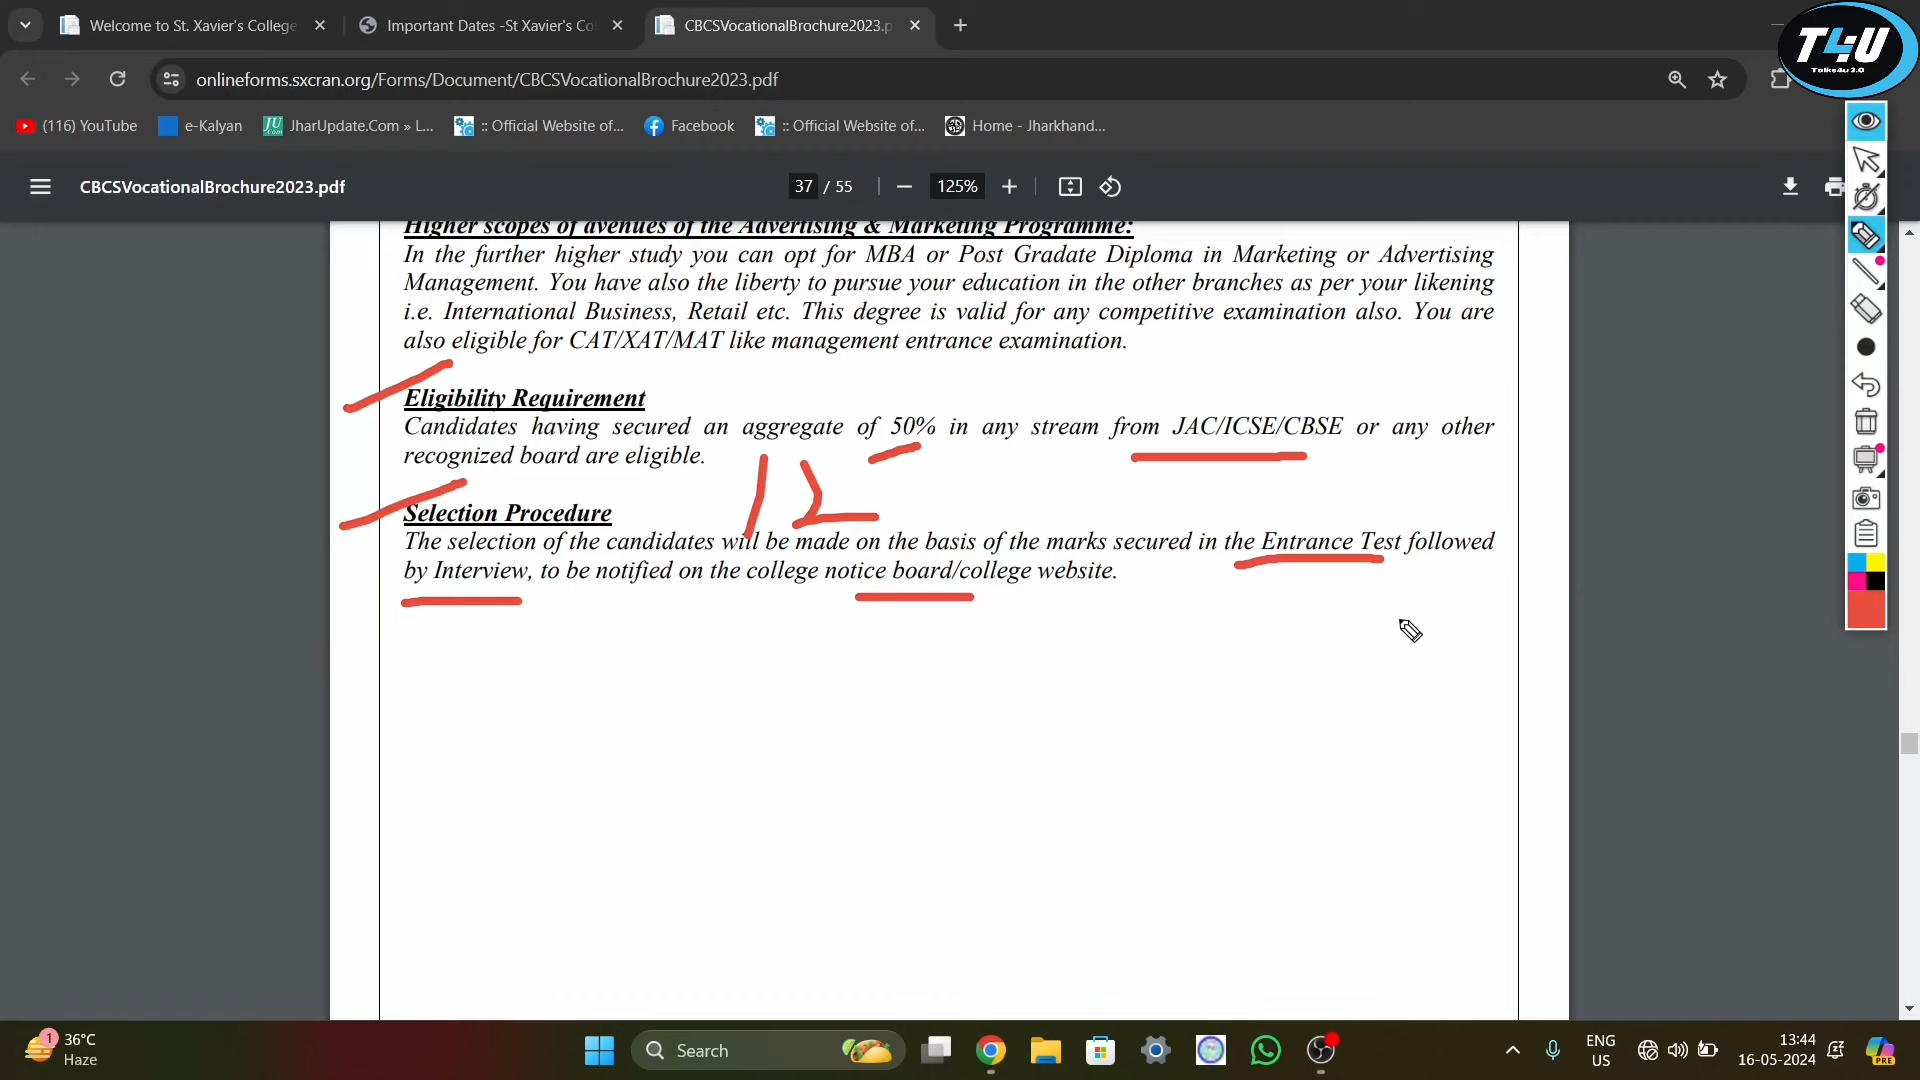 Welcome to St. Xavier's College
Important Dates -St Xavier's Co
CBCSVocationalBrochure2023.p
T4U
Talks4u 2.0
onlineforms.sxcran.org/Forms/Document/CBCSVocationalBrochure2023.pdf
(116) YouTube
e-Kalyan
JU
.Com
JharUpdate.Com » L...
:: Official Website of...
Facebook
:: Official Website of...
Home - Jharkhand...
CBCSVocationalBrochure2023.pdf
37 / 55
125%
Higher scopes of avenues of the Advertising & Marketing Programme:
In the further higher study you can opt for MBA or Post Gradate Diploma in Marketing or Advertising
Management. You have also the liberty to pursue your education in the other branches as per your likening
i.e. International Business, Retail etc. This degree is valid for any competitive examination also. You are
also eligible for CAT/XAT/MAT like management entrance examination.
Eligibility Requirement
Candidates having secured an aggregate of 50% in any stream from JAC/ICSE/CBSE or any other
recognized board are eligible.
12
Selection Procedure
The selection of the candidates will be made on the basis of the marks secured in the Entrance Test followed
by Interview, to be notified on the college notice board/college website.
1
36°C
Haze
Search
ENG
US
13:44
16-05-2024
PRE